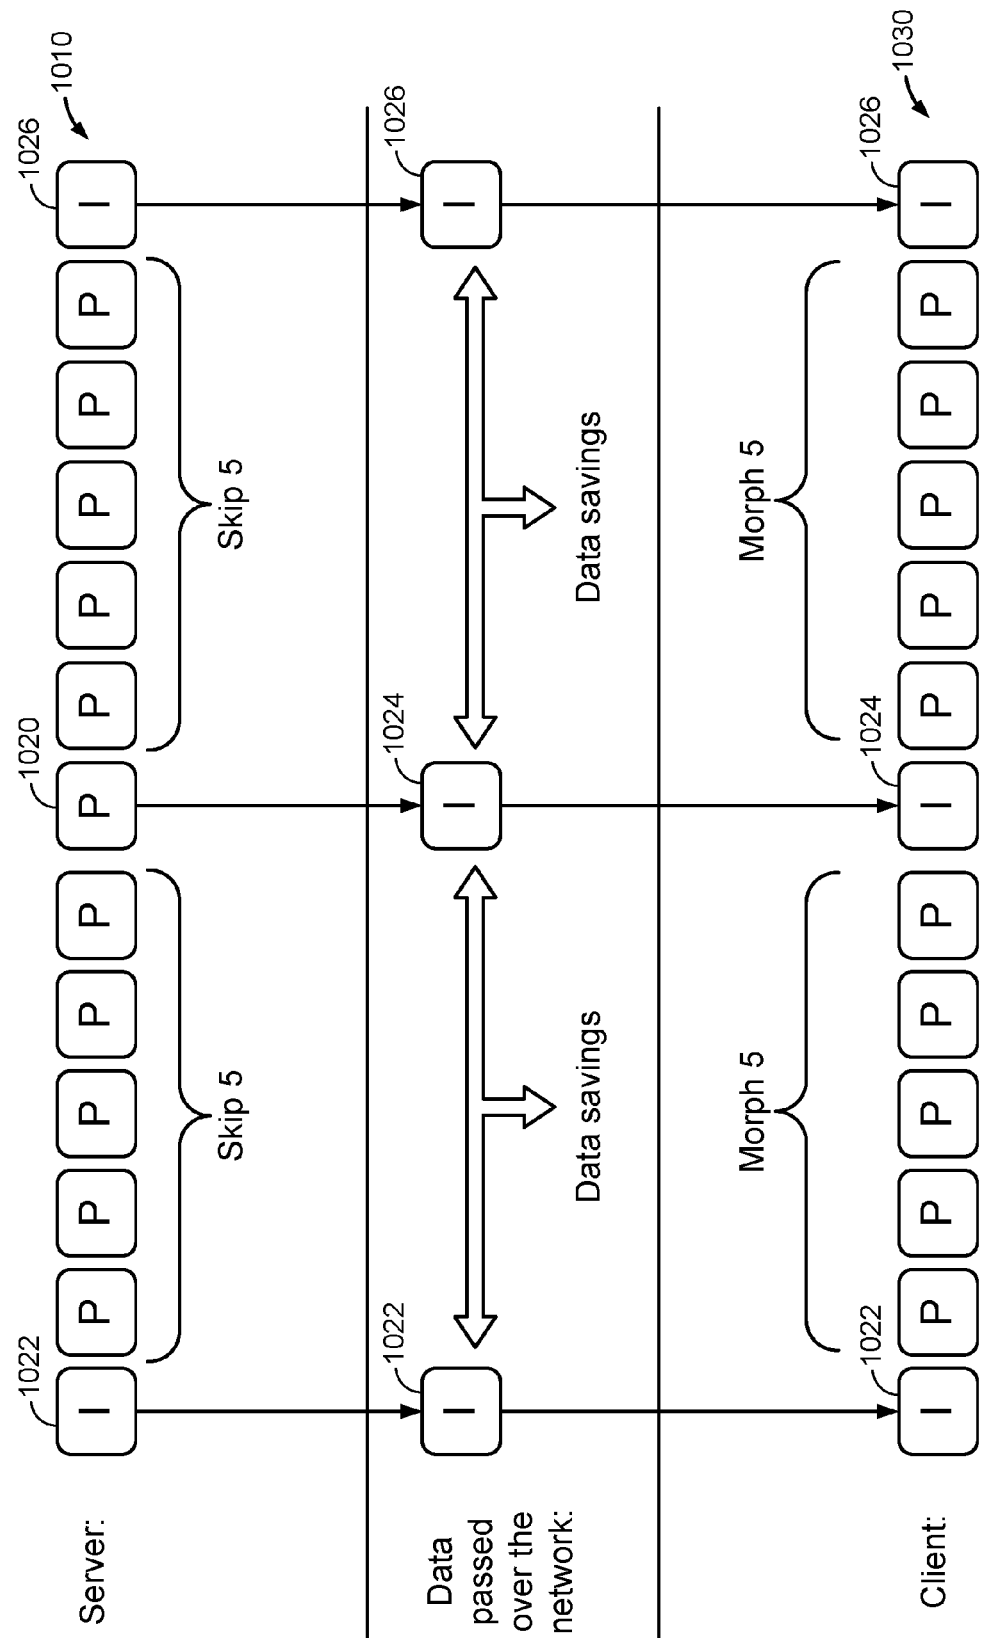 1010
1022 1020 1026
Server: I P P P P P P P P P P P I
Skip 5 Skip 5
1022 1024 1026
Data
passed
over the
network:
I I I
Data savings Data savings
Morph 5 Morph 5
1030
1022 1024 1026
Client: I P P P P P I P P P P P I